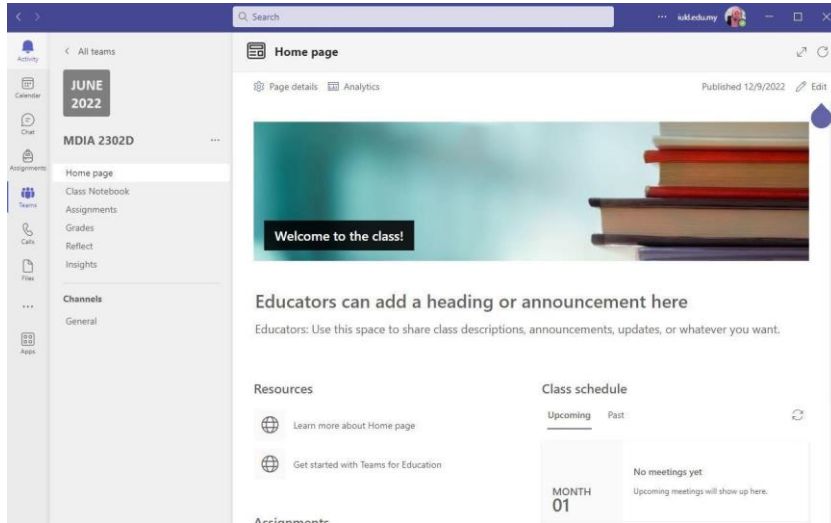 Search
iukl.edu.my
Activity
Calendar
Chat
Assignments
Teams
Calls
Files
Apps
All teams
JUNE
2022
MDIA 2302D
Home page
Class Notebook
Assignments
Grades
Reflect
Insights
Channels
General
Home page
Page details
Analytics
Published 12/9/2022
Edit
Welcome to the class!
Educators can add a heading or announcement here
Educators: Use this space to share class descriptions, announcements, updates, or whatever you want.
Resources
Learn more about Home page
Get started with Teams for Education
Assignments
Class schedule
Upcoming Past
No meetings yet
Upcoming meetings will show up here.
MONTH
01